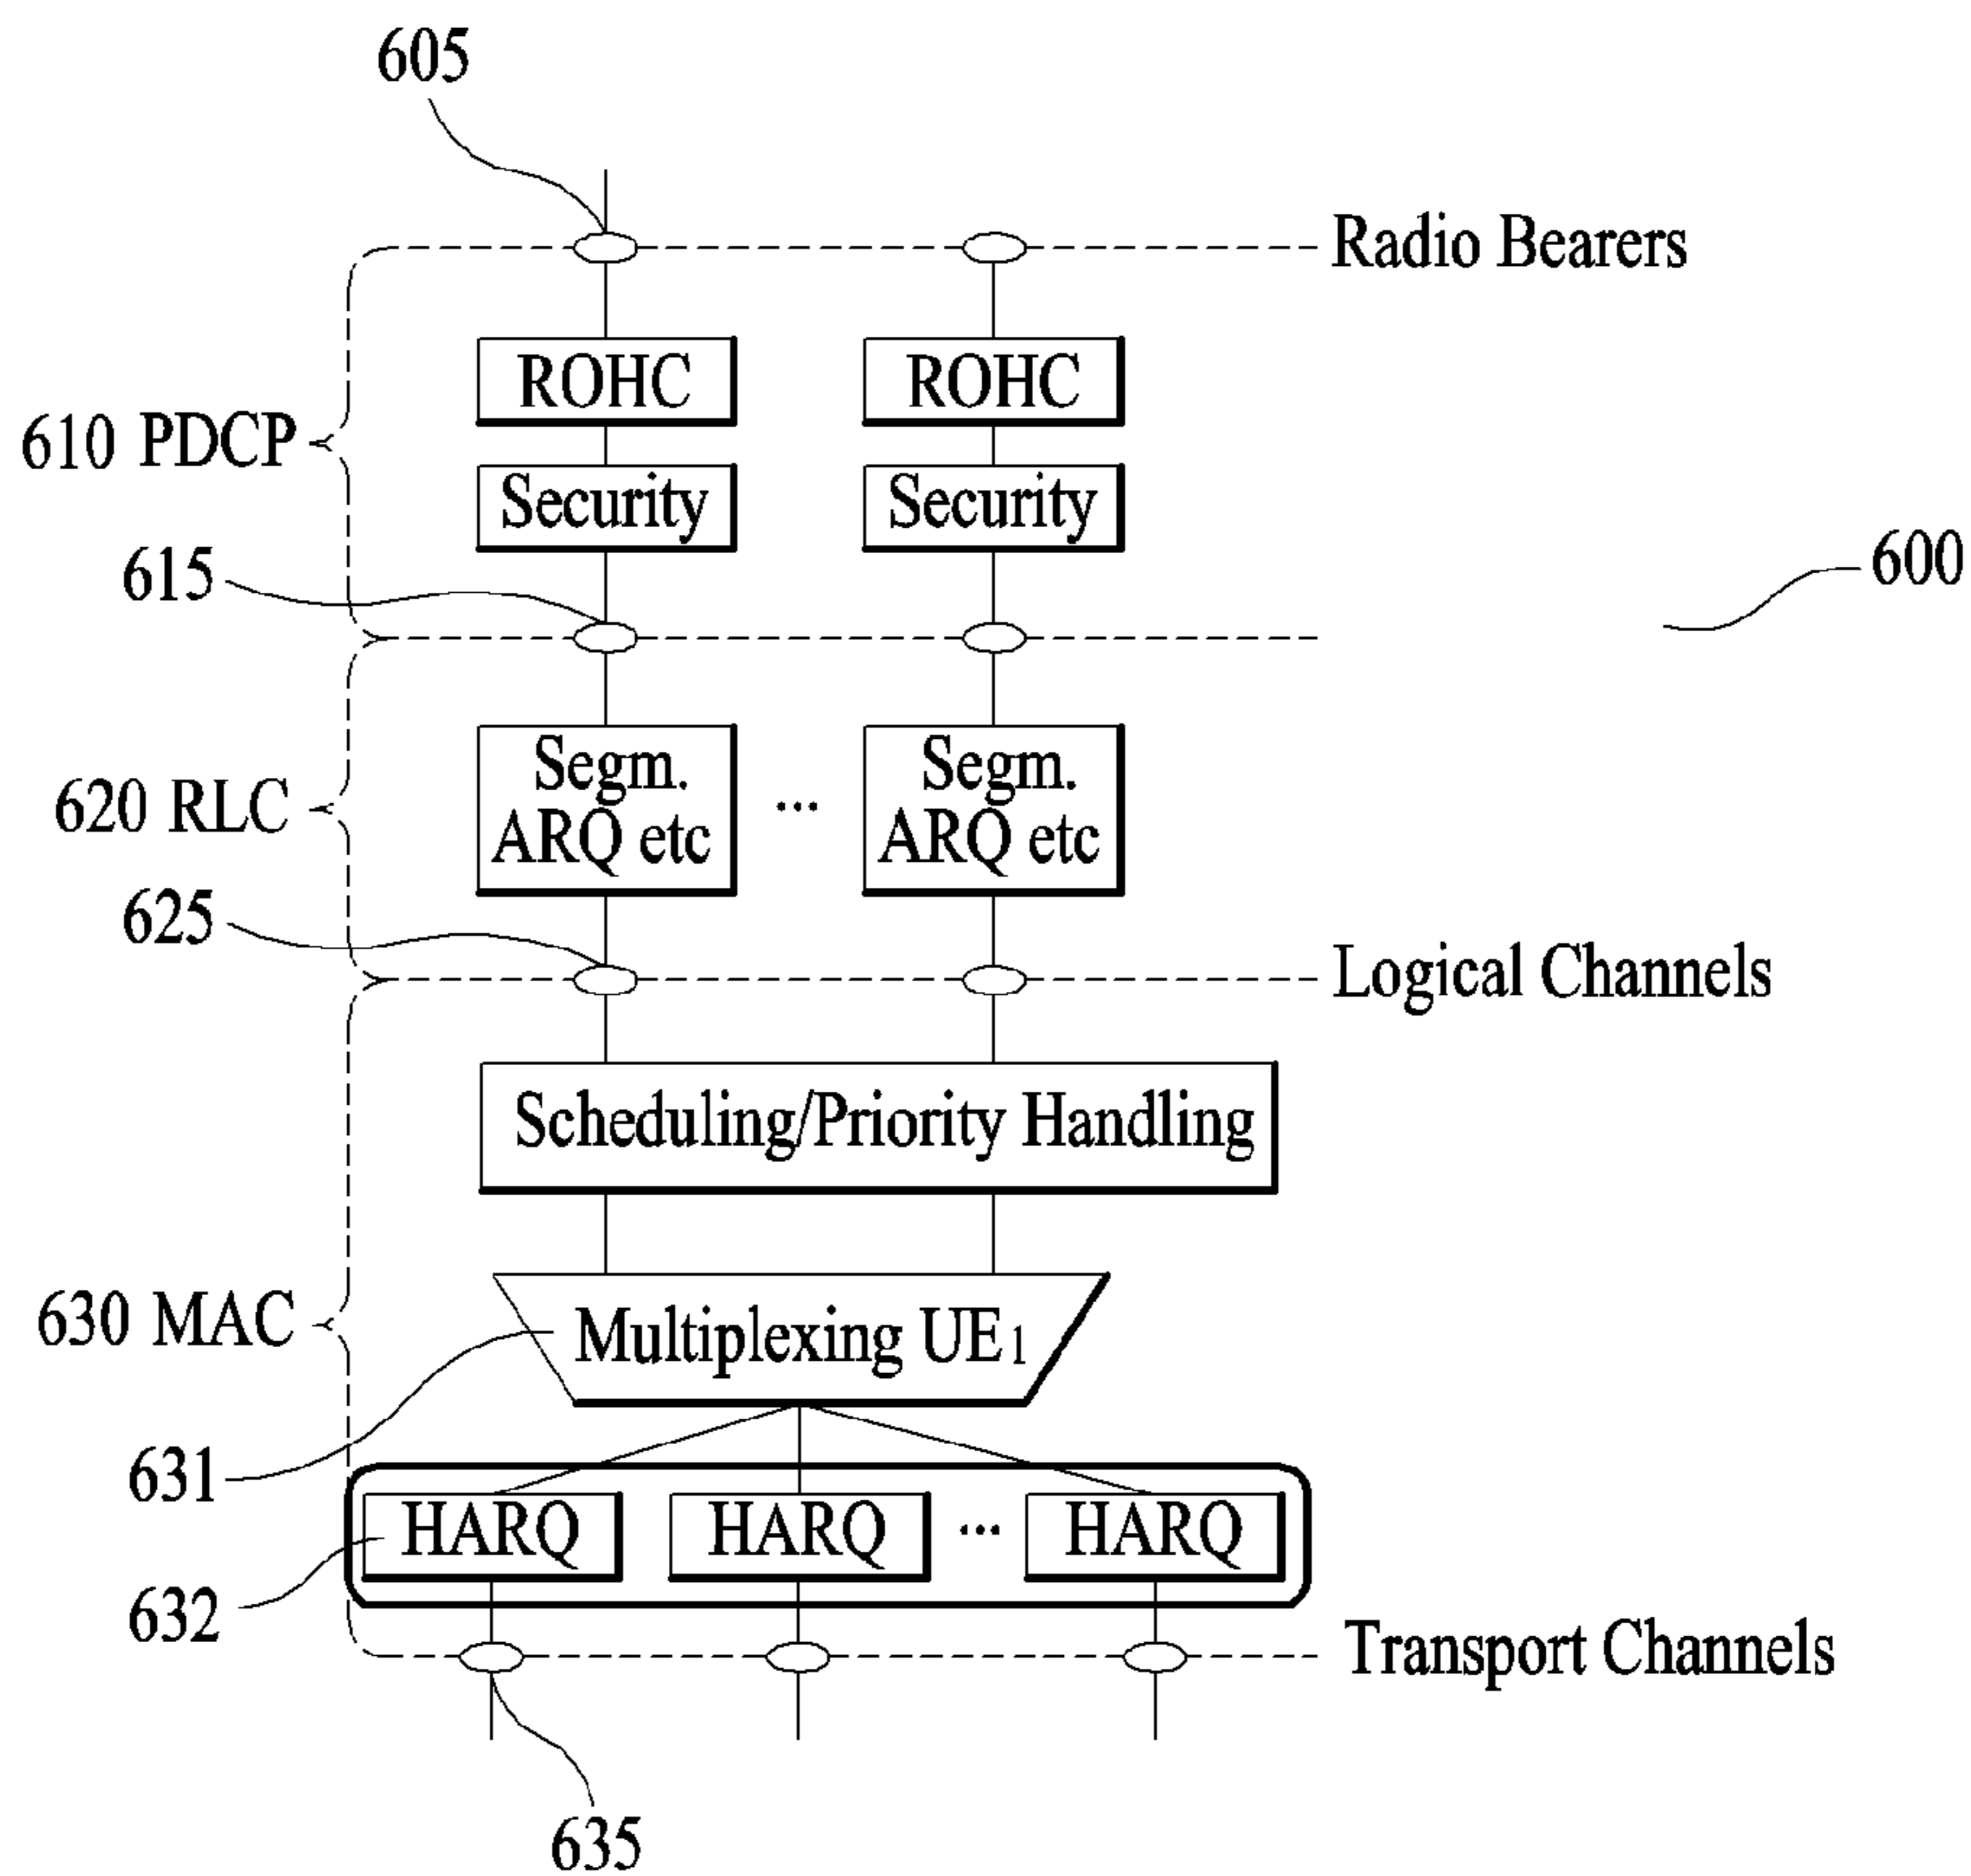 605
Radio Bearers
ROHC ROHC
610 PDCP
Security Security
615
600
Segm. Segm.
620 RLC
ARQ etc ... ARQ etc
625
Logical Channels
Scheduling/Priority Handling
630 MAC
Multiplexing UE1
631
HARQ HARQ ... HARQ
632
Transport Channels
635